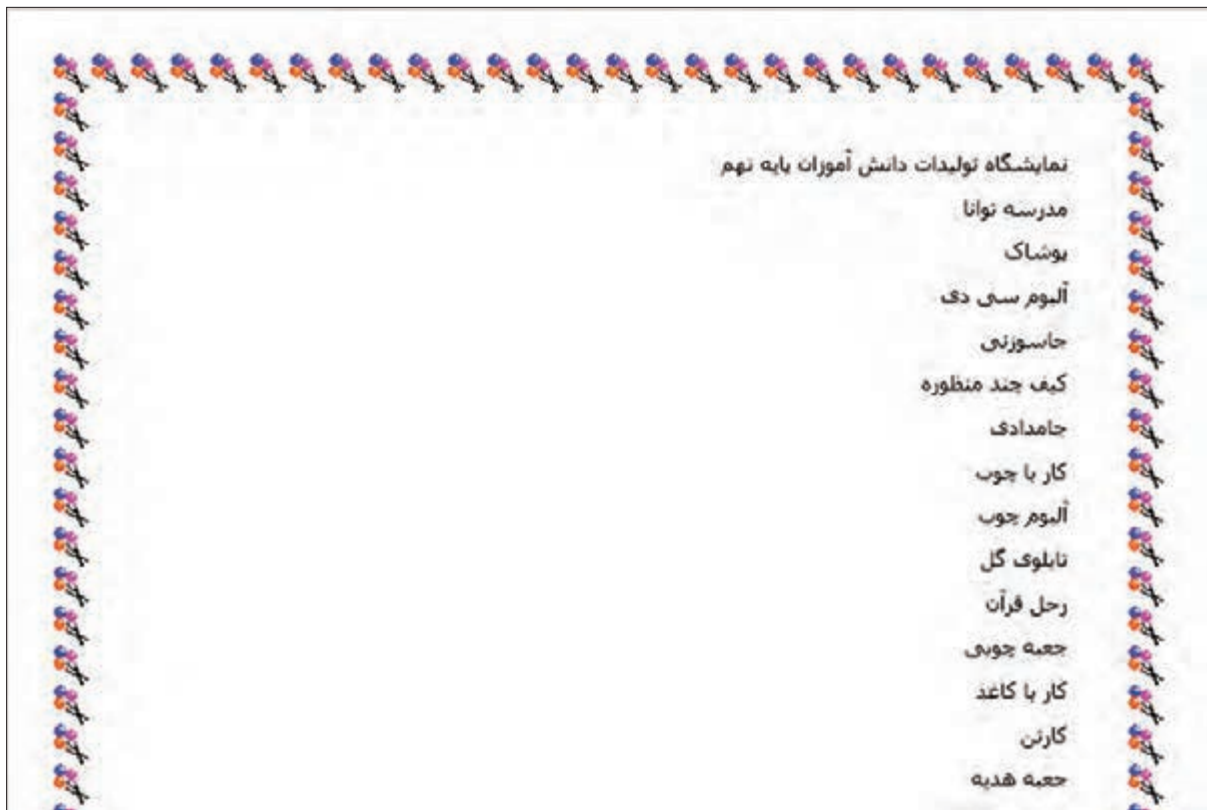 نمایشگاه تولیدات دانش آموزان پایه نهم
مدرسه توانا
پوشاک
آلبوم سی دی
جاسوزنی
کیف چند منظوره
جامدادی
کار با چوب
آلبوم چوب
تابلوی گل
رحل قرآن
جعبه چوبی
کار با کاغذ
کارتن
جعبه هدیه